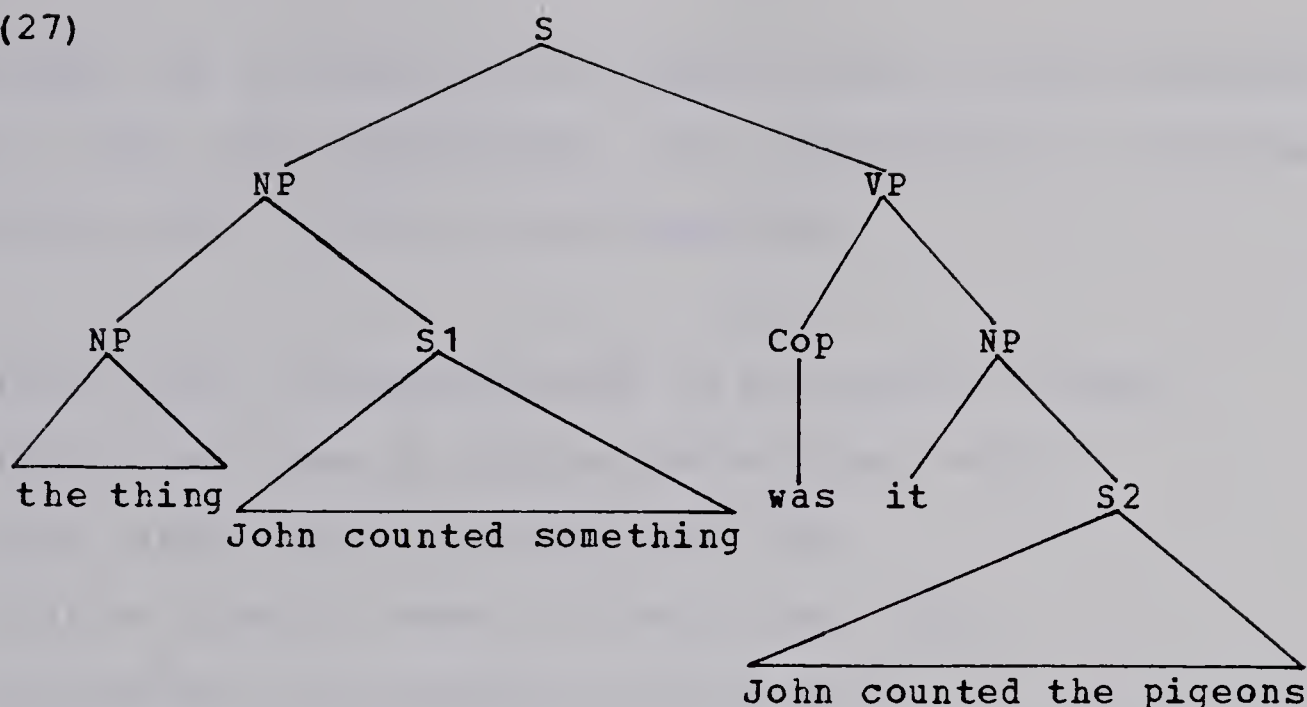 (27)
S
NP VP
NP S1 Cop NP
the thing was it S2
John counted something
John counted the pigeons